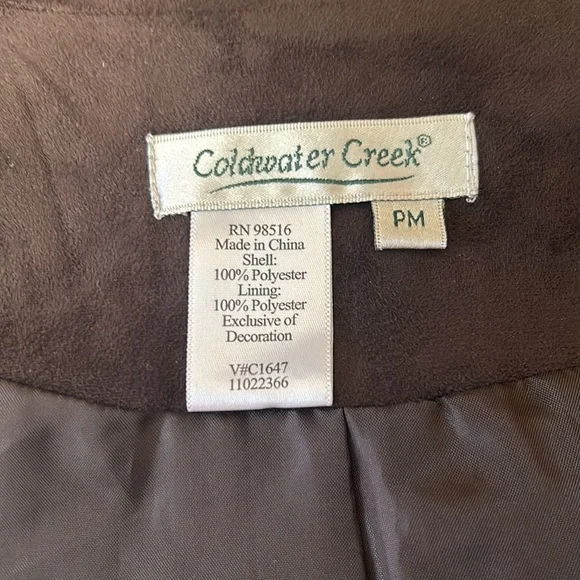 Coldwater Creek®
PM
RN 98516
Made in China
Shell:
100% Polyester
Lining:
100% Polyester
Exclusive of
Decoration
V#C1647
11022366